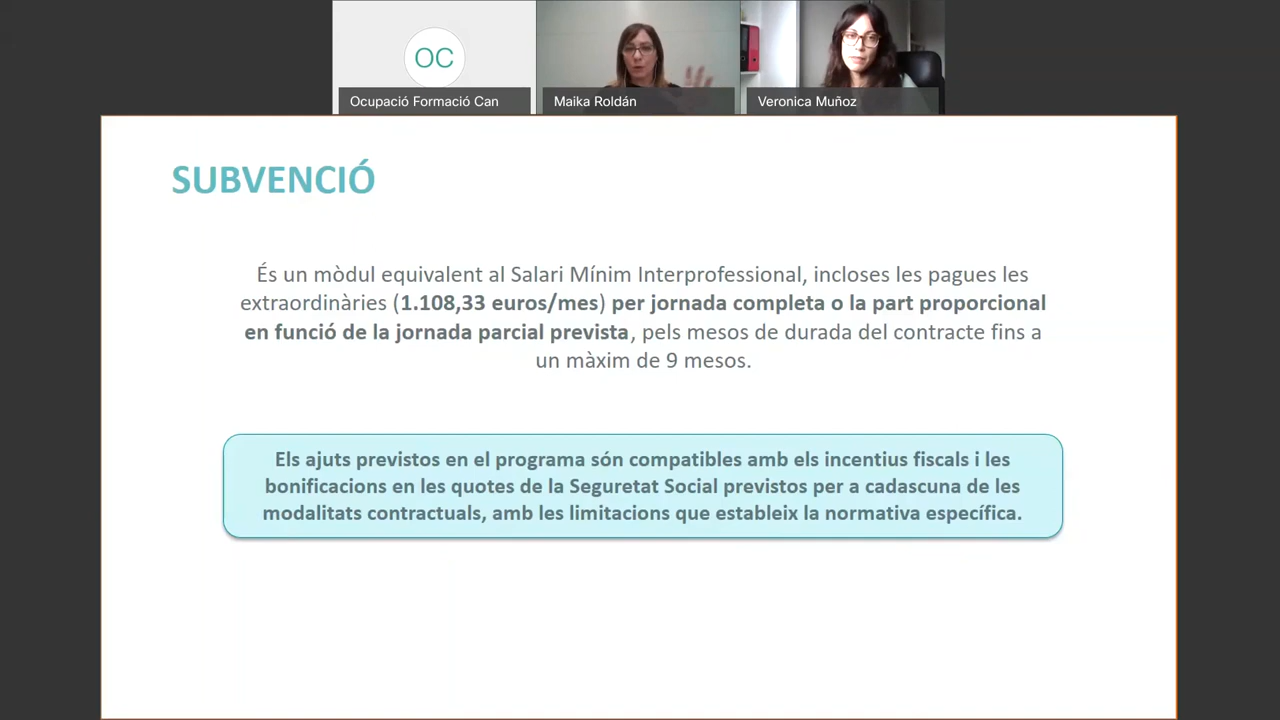 OC
Ocupació Formació Can
Maika Roldán
Veronica Muñoz
SUBVENCIÓ
És un mòdul equivalent al Salari Mínim Interprofessional, incloses les pagues les
extraordinàries (1.108,33 euros/mes) per jornada completa o la part proporcional
en funció de la jornada parcial prevista, pels mesos de durada del contracte fins a
un màxim de 9 mesos.
Els ajuts previstos en el programa són compatibles amb els incentius fiscals i les
bonificacions en les quotes de la Seguretat Social previstos per a cadascuna de les
modalitats contractuals, amb les limitacions que estableix la normativa específica.